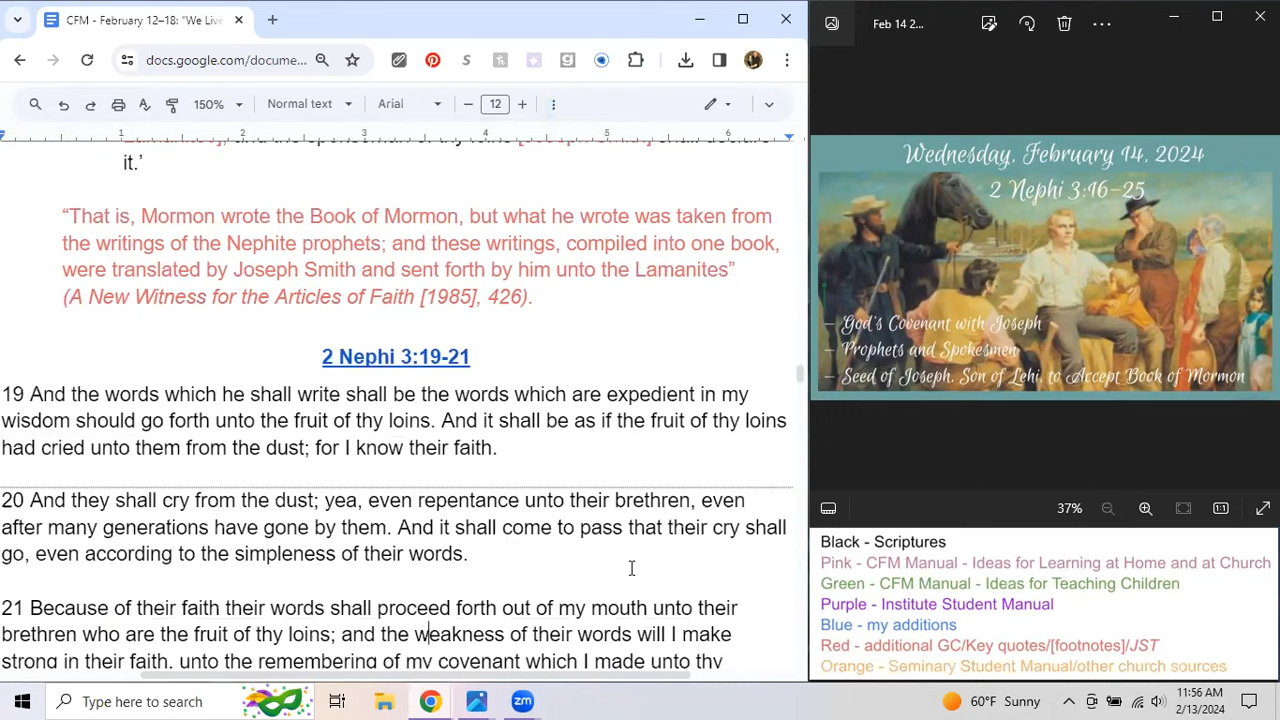 CFM - February 12–18: "We Live
docs.google.com/docume...
150%
Normal text
Arial
12
1 2 3 4 5 6
it.’
“That is, Mormon wrote the Book of Mormon, but what he wrote was taken from
the writings of the Nephite prophets; and these writings, compiled into one book,
were translated by Joseph Smith and sent forth by him unto the Lamanites”
(A New Witness for the Articles of Faith [1985], 426).
2 Nephi 3:19-21
19 And the words which he shall write shall be the words which are expedient in my
wisdom should go forth unto the fruit of thy loins. And it shall be as if the fruit of thy loins
had cried unto them from the dust; for I know their faith.
20 And they shall cry from the dust; yea, even repentance unto their brethren, even
after many generations have gone by them. And it shall come to pass that their cry shall
go, even according to the simpleness of their words.
21 Because of their faith their words shall proceed forth out of my mouth unto their
brethren who are the fruit of thy loins; and the weakness of their words will I make
strong in their faith, unto the remembering of my covenant which I made unto thy
Feb 14 2...
Wednesday, February 14, 2024
2 Nephi 3:16-25
- God's Covenant with Joseph
- Prophets and Spokesmen
- Seed of Joseph, Son of Lehi, to Accept Book of Mormon
37%
1:1
Black - Scriptures
Pink - CFM Manual - Ideas for Learning at Home and at Church
Green - CFM Manual - Ideas for Teaching Children
Purple - Institute Student Manual
Blue - my additions
Red - additional GC/Key quotes/[footnotes]/JST
Orange - Seminary Student Manual/other church sources
Type here to search
zm
60°F Sunny
11:56 AM
2/13/2024